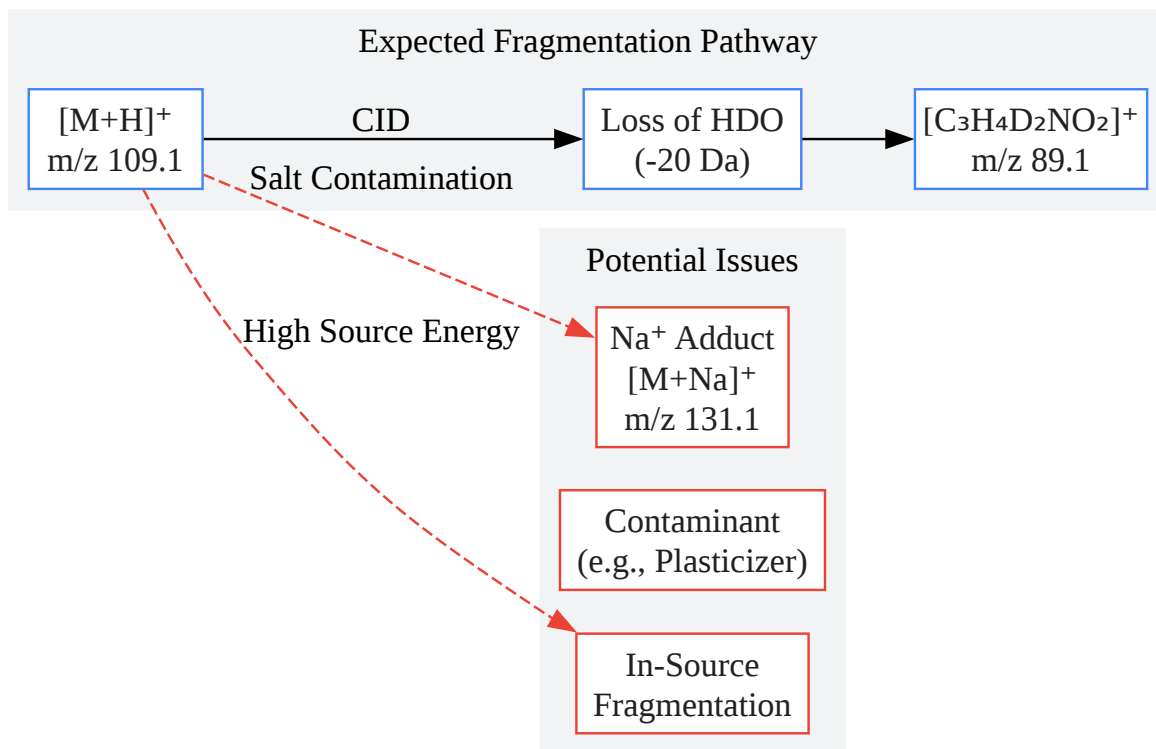 Expected Fragmentation Pathway
[M+H]⁺
m/z 109.1
CID
Loss of HDO
(-20 Da)
[C₃H₄D₂NO₂]⁺
m/z 89.1
Salt Contamination
Potential Issues
High Source Energy
Na⁺ Adduct
[M+Na]⁺
m/z 131.1
Contaminant
(e.g., Plasticizer)
In-Source
Fragmentation